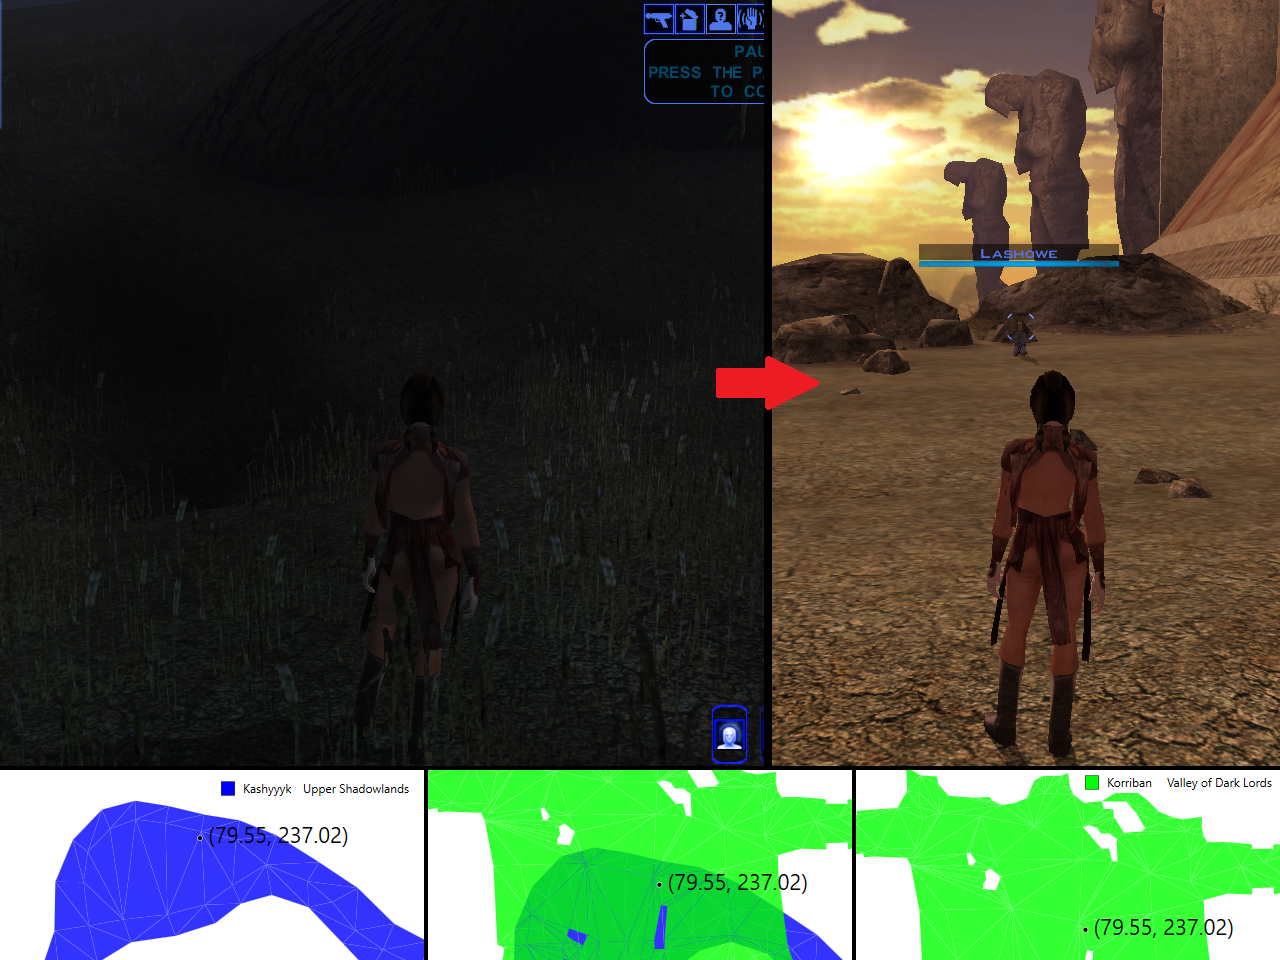 PAU
PRESS THE P
TO CO
LASHOWE
Kashyyyk Upper Shadowlands
(79.55, 237.02)
(79.55, 237.02)
Korriban Valley of Dark Lords
(79.55, 237.02)